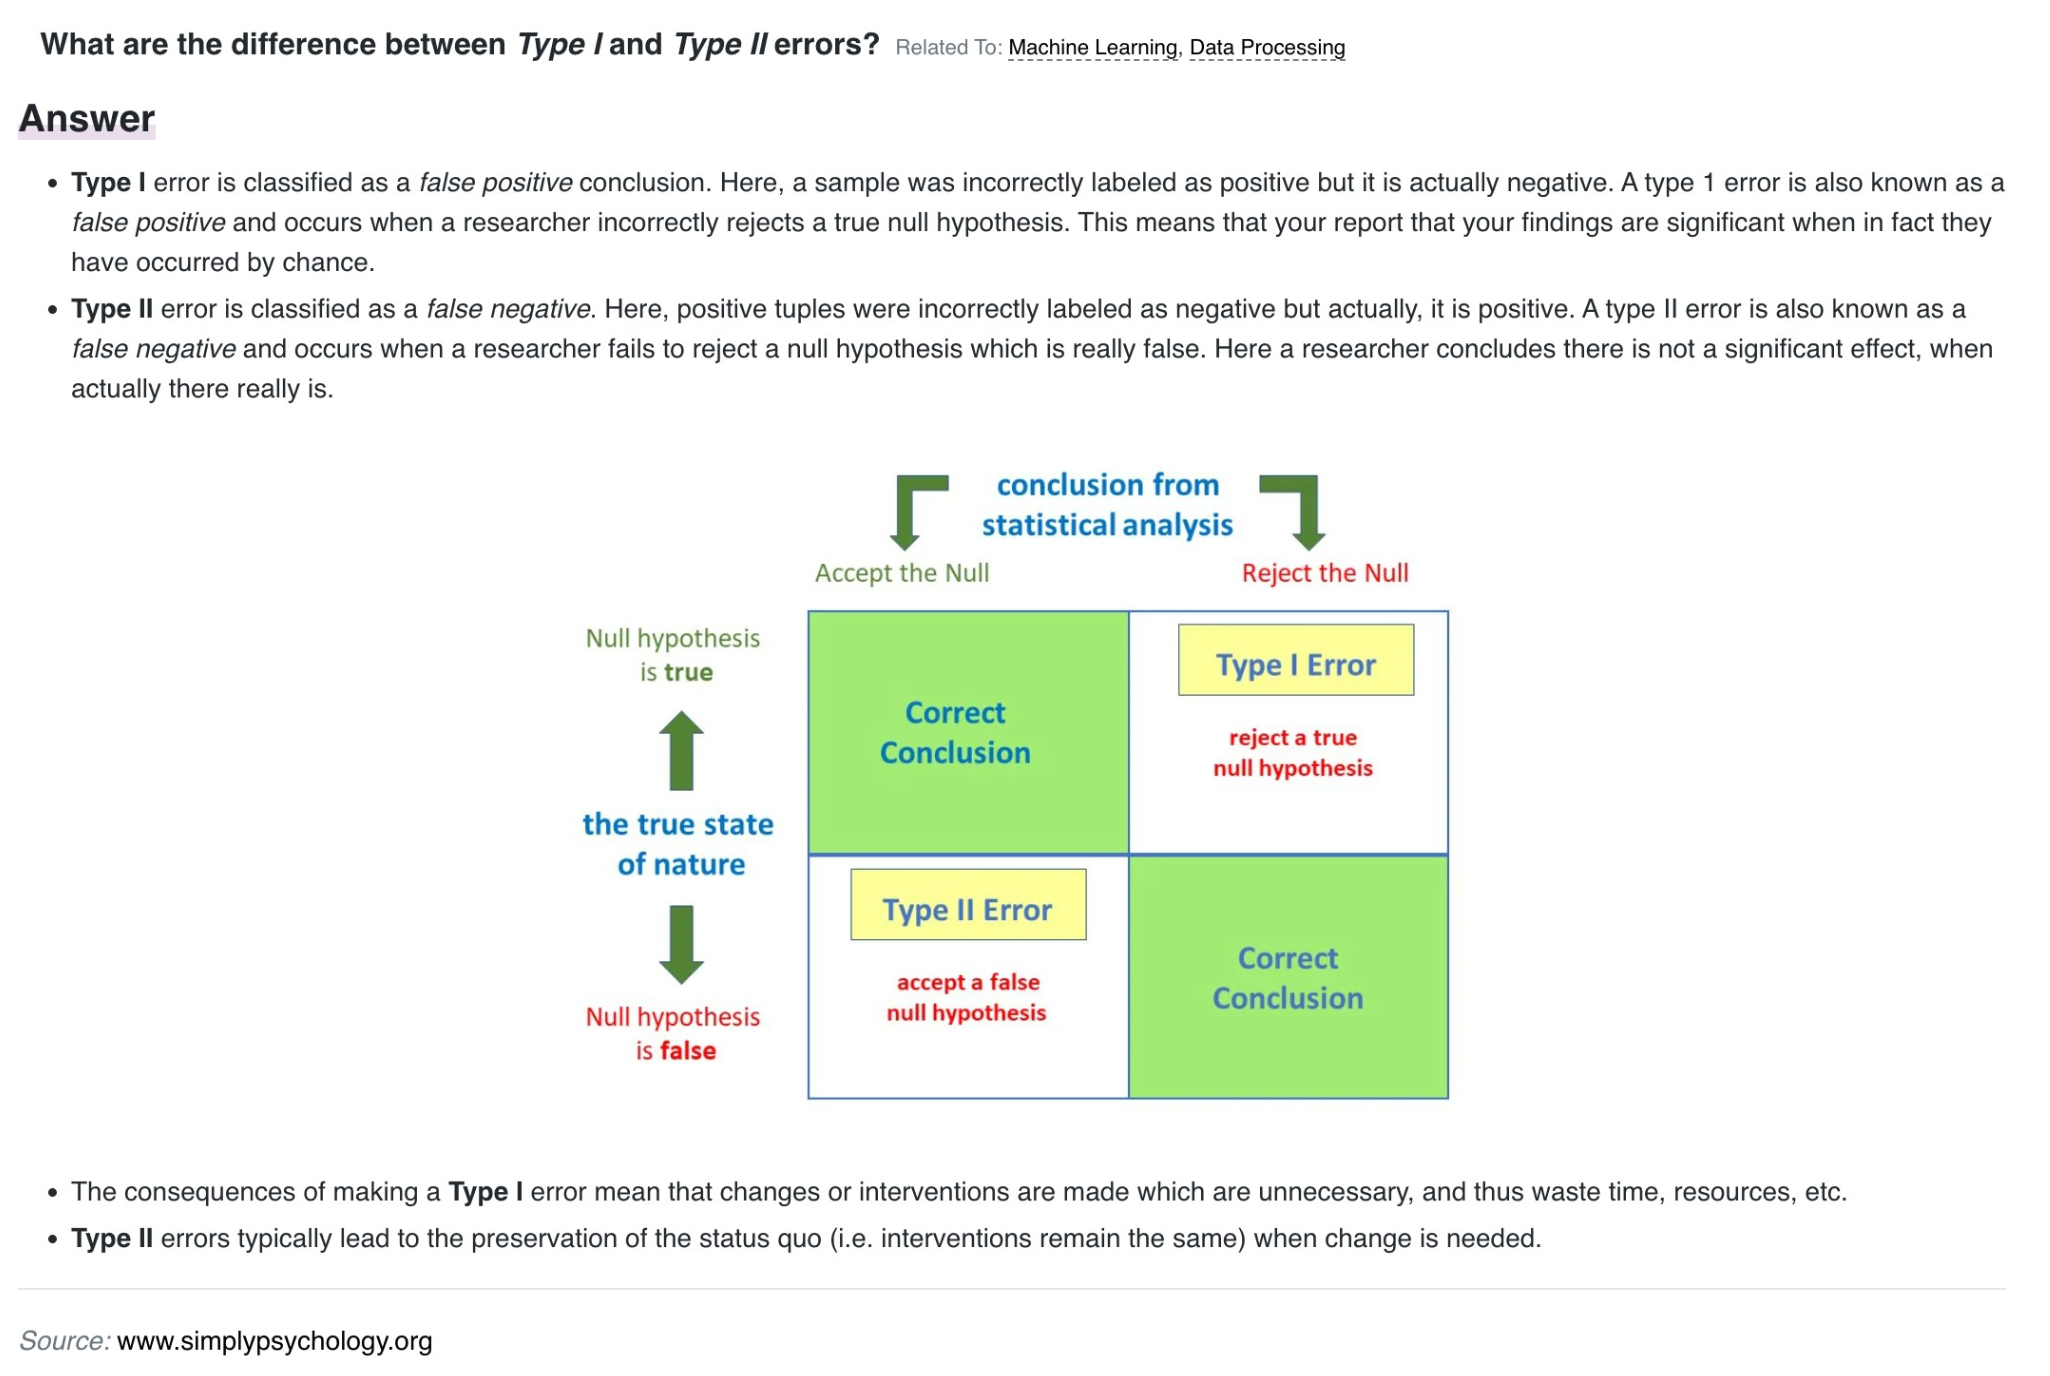 What are the difference between Type I and Type II errors? Related To: Machine Learning, Data Processing
Answer
• Type I error is classified as a false positive conclusion. Here, a sample was incorrectly labeled as positive but it is actually negative. A type 1 error is also known as a
false positive and occurs when a researcher incorrectly rejects a true null hypothesis. This means that your report that your findings are significant when in fact they
have occurred by chance.
• Type II error is classified as a false negative. Here, positive tuples were incorrectly labeled as negative but actually, it is positive. A type II error is also known as a
false negative and occurs when a researcher fails to reject a null hypothesis which is really false. Here a researcher concludes there is not a significant effect, when
actually there really is.
conclusion from
statistical analysis
Accept the Null
Reject the Null
Null hypothesis
is true
Correct
Conclusion
Type I Error
reject a true
null hypothesis
the true state
of nature
Type II Error
accept a false
null hypothesis
Correct
Conclusion
Null hypothesis
is false
• The consequences of making a Type I error mean that changes or interventions are made which are unnecessary, and thus waste time, resources, etc.
• Type II errors typically lead to the preservation of the status quo (i.e. interventions remain the same) when change is needed.
Source: www.simplypsychology.org